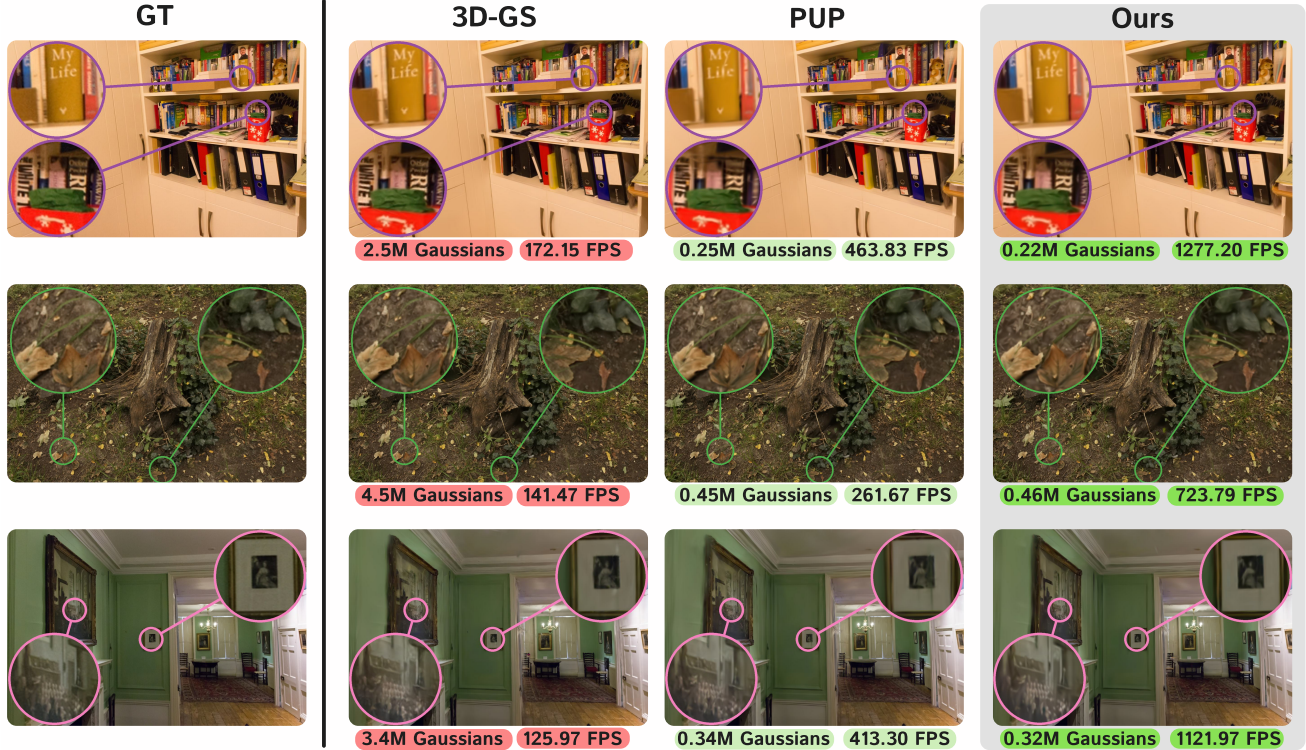 GT
3D-GS
PUP
Ours
My
Life
My
Life
My
Life
My
Life
2.5M Gaussians
172.15 FPS
0.25M Gaussians
463.83 FPS
0.22M Gaussians
1277.20 FPS
4.5M Gaussians
141.47 FPS
0.45M Gaussians
261.67 FPS
0.46M Gaussians
723.79 FPS
3.4M Gaussians
125.97 FPS
0.34M Gaussians
413.30 FPS
0.32M Gaussians
1121.97 FPS